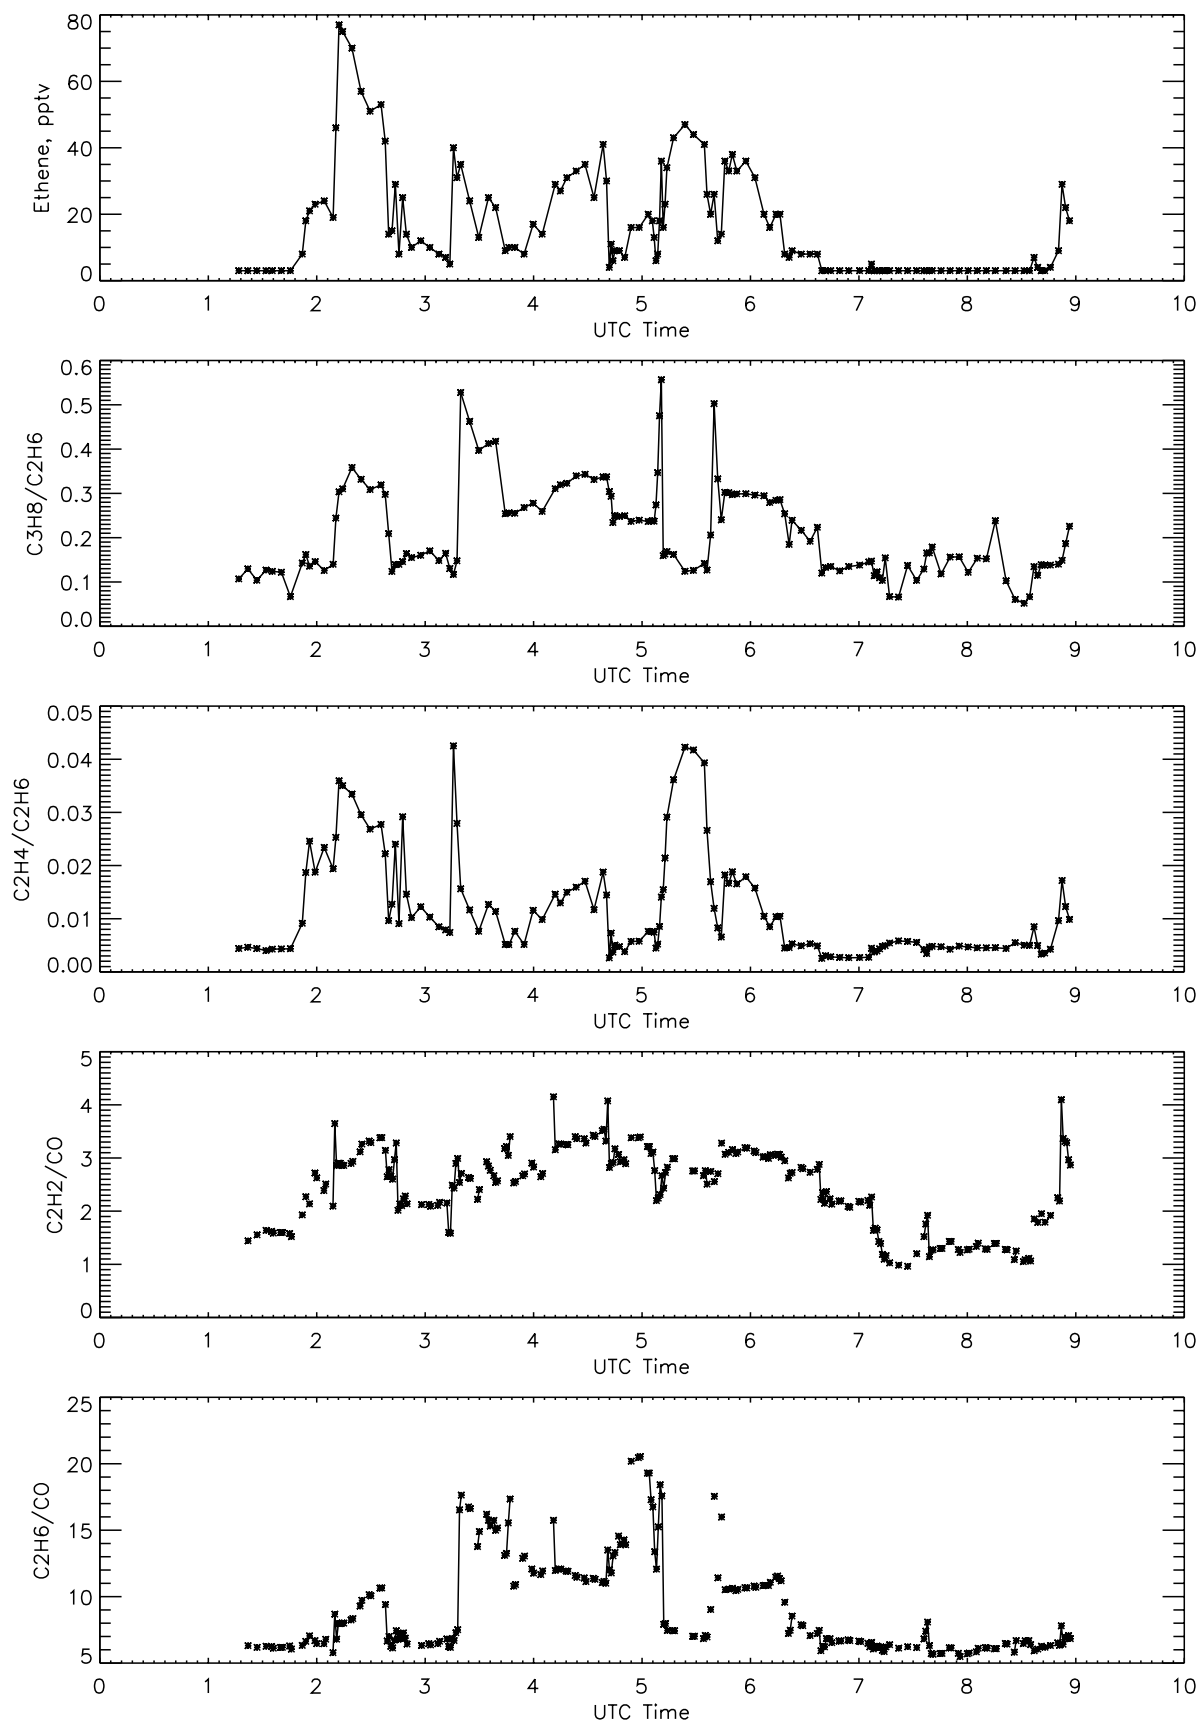 Ethene, pptv
80
60
40
20
0
0 1 2 3 4 5 6 7 8 9 10
UTC Time
C3H8/C2H6
0.6
0.5
0.4
0.3
0.2
0.1
0.0
0 1 2 3 4 5 6 7 8 9 10
UTC Time
C2H4/C2H6
0.05
0.04
0.03
0.02
0.01
0.00
0 1 2 3 4 5 6 7 8 9 10
UTC Time
C2H2/CO
5
4
3
2
1
0
0 1 2 3 4 5 6 7 8 9 10
UTC Time
C2H6/CO
25
20
15
10
5
0 1 2 3 4 5 6 7 8 9 10
UTC Time